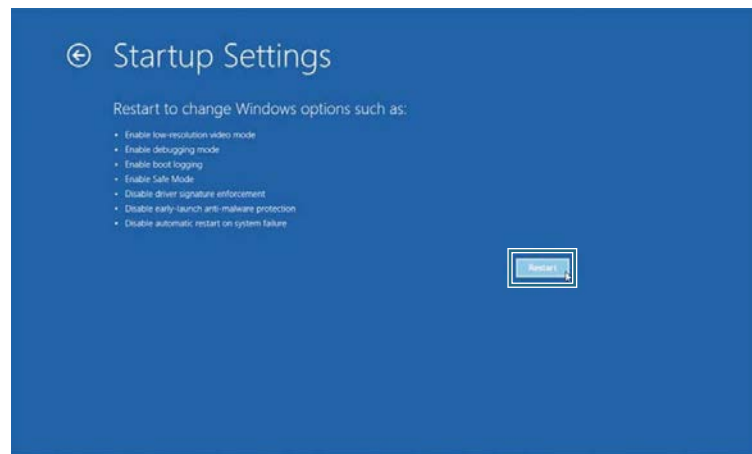 Startup Settings
Restart to change Windows options such as:
• Enable low-resolution video mode
• Enable debugging mode
• Enable boot logging
• Enable Safe Mode
• Disable driver signature enforcement
• Disable early-launch anti-malware protection
• Disable automatic restart on system failure
Restart